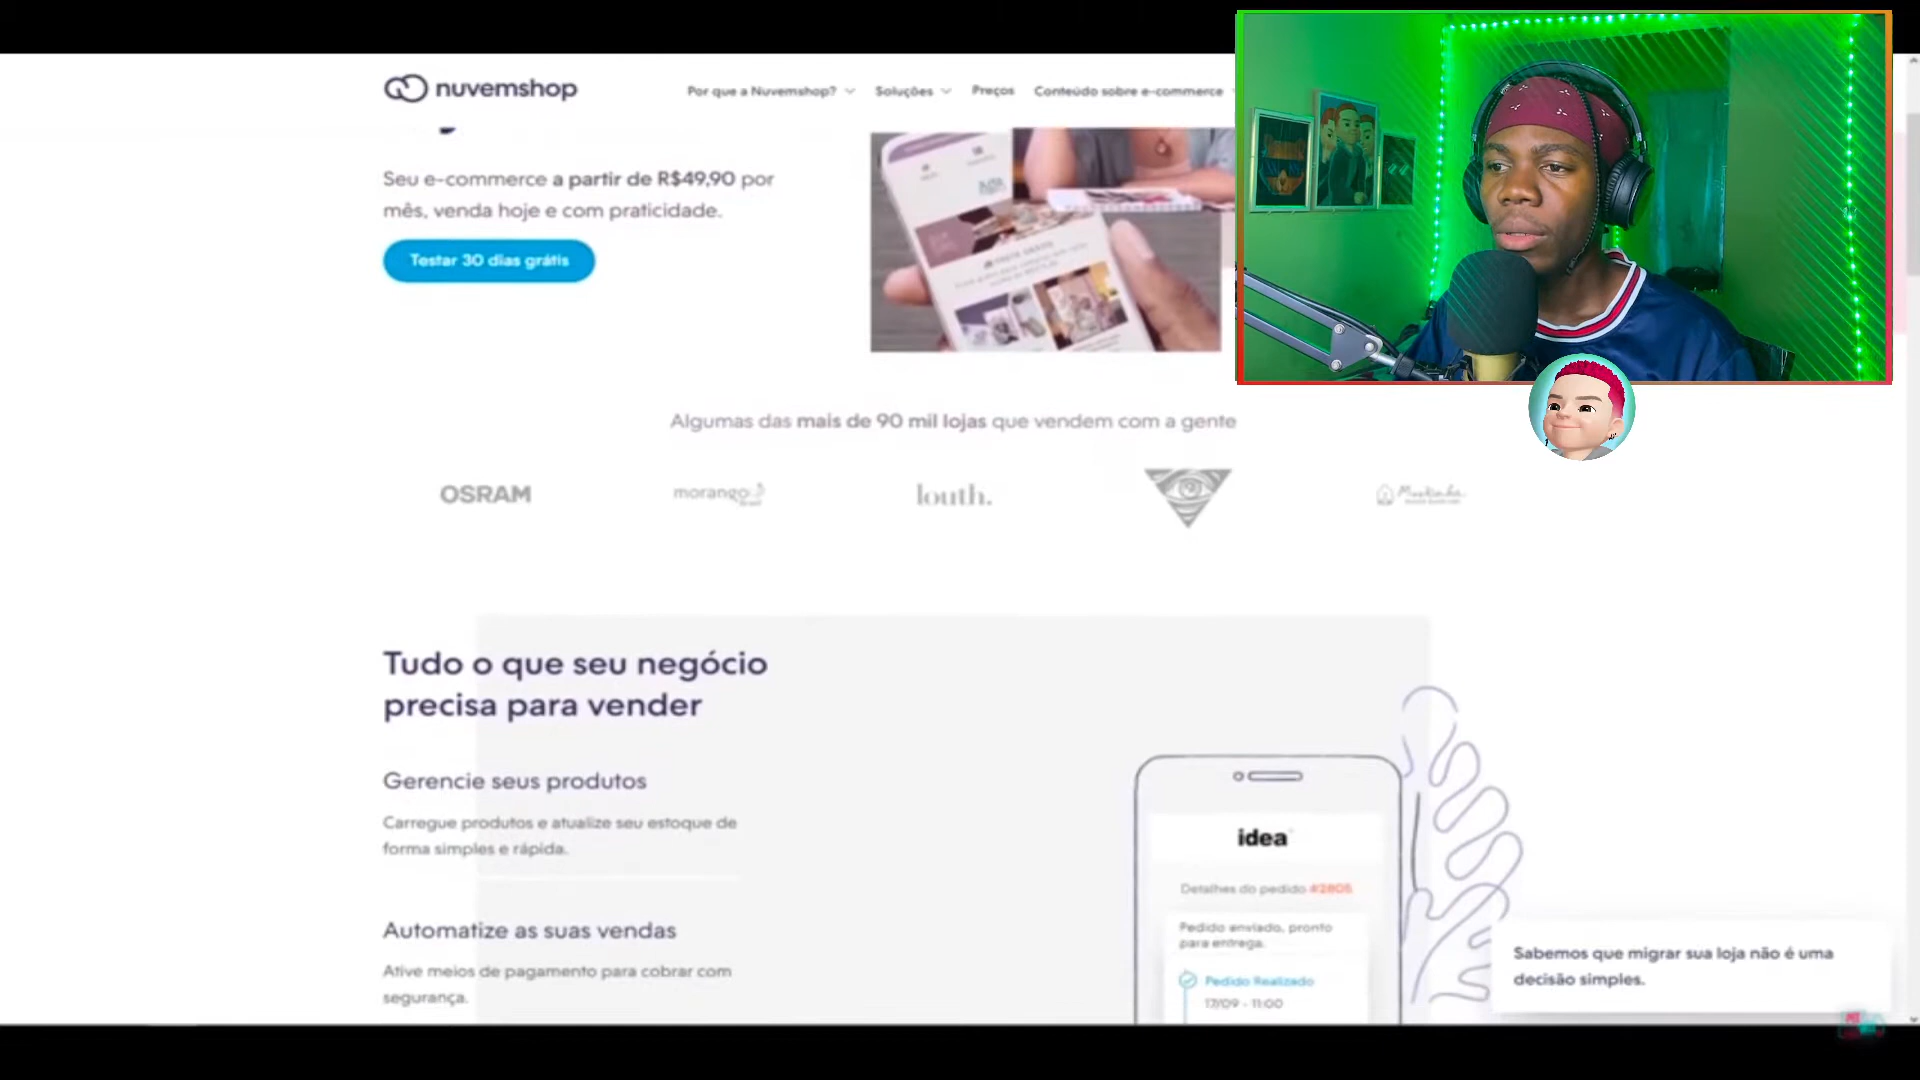 nuvemshop
Por que a Nuvemshop?
Soluções
Preços
Conteúdo sobre e-commerce
Seu e-commerce a partir de R$49,90 por
mês, venda hoje e com praticidade.
Testar 30 dias grátis
Algumas das mais de 90 mil lojas que vendem com a gente
OSRAM
morango
louth.
Tudo o que seu negócio
precisa para vender
Gerencie seus produtos
Carregue produtos e atualize seu estoque de
forma simples e rápida.
Automatize as suas vendas
Ative meios de pagamento para cobrar com
segurança.
idea
Detalhes do pedido #2805
Pedido enviado, pronto
para entrega.
Pedido Realizado
17/09 - 11:00
Sabemos que migrar sua loja não é uma
decisão simples.